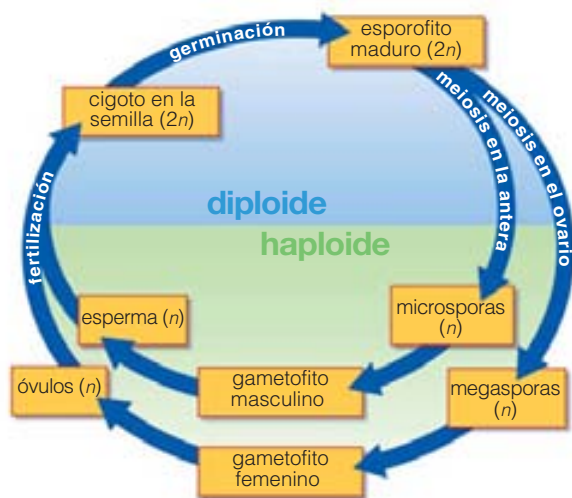 germinación
esporofito
maduro (2n)
cigoto en la
semilla (2n)
meiosis en la antera
meiosis en el ovario
fertilización
diploide
haploide
esperma (n)
microsporas
(n)
óvulos (n)
gametofito
masculino
megasporas
(n)
gametofito
femenino